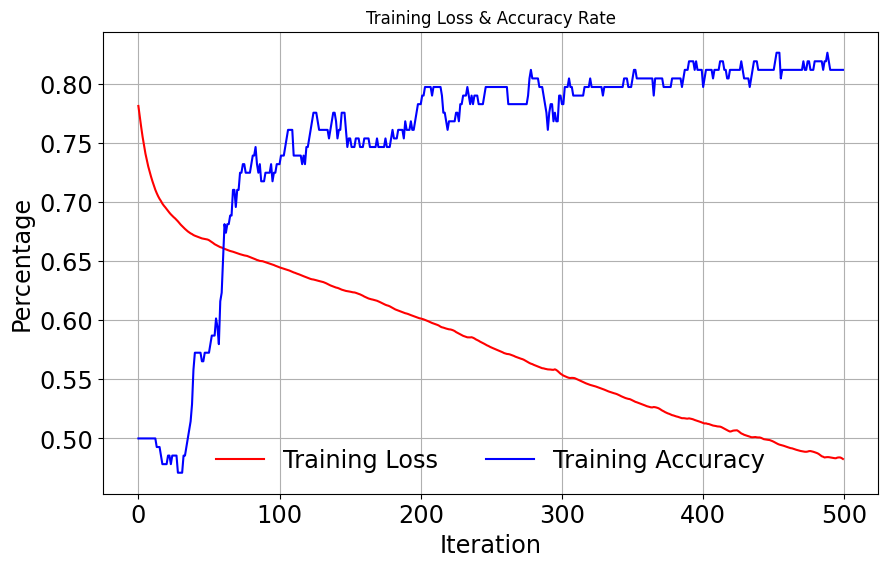 Training Loss & Accuracy Rate
Percentage
0.80
0.75
0.70
0.65
0.60
0.55
0.50
Training Loss
Training Accuracy
0 100 200 300 400 500
Iteration